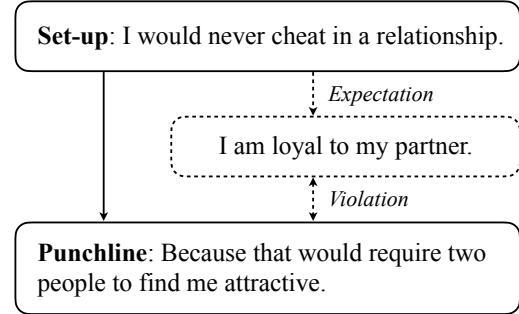 Set-up: I would never cheat in a relationship.
Expectation
I am loyal to my partner.
Violation
Punchline: Because that would require two
people to find me attractive.